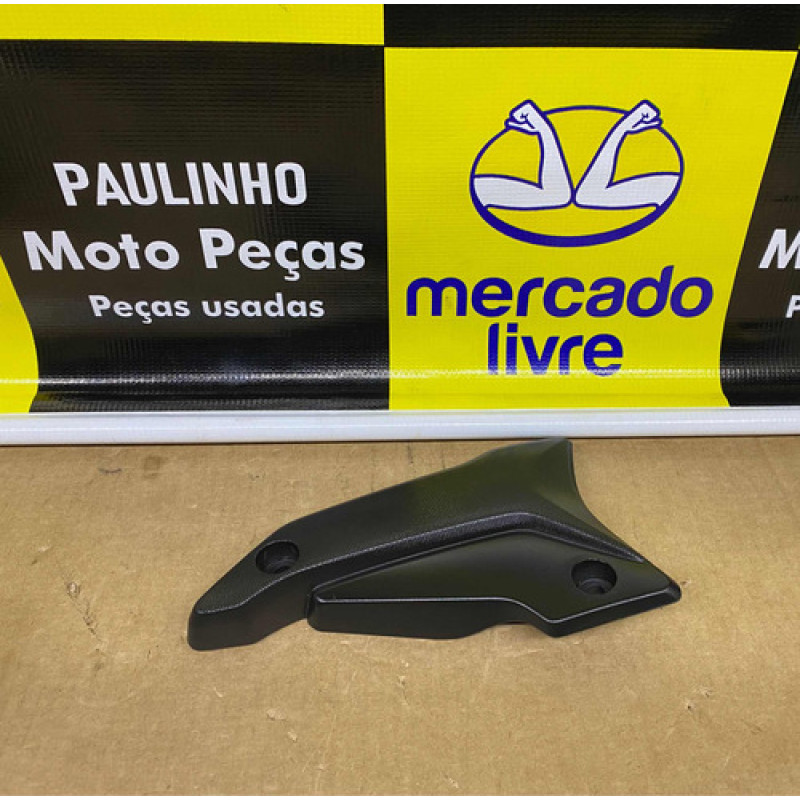 PAULINHO
Moto Peças
Peças usadas
mercado
livre
M
P